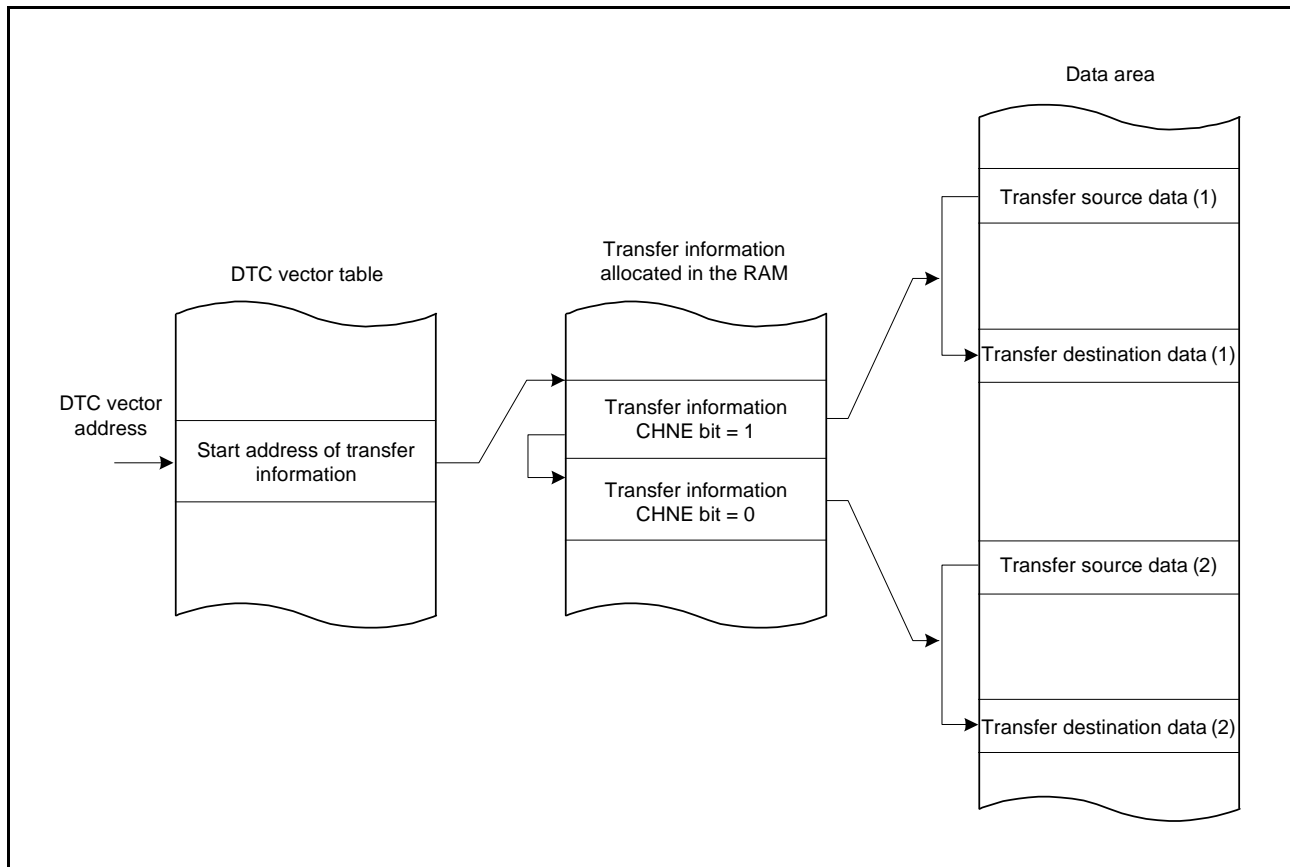 Data area
Transfer source data (1)
Transfer information
allocated in the RAM
DTC vector table
Transfer destination data (1)
DTC vector
address
Start address of transfer
information
Transfer information
CHNE bit = 1
Transfer information
CHNE bit = 0
Transfer source data (2)
Transfer destination data (2)